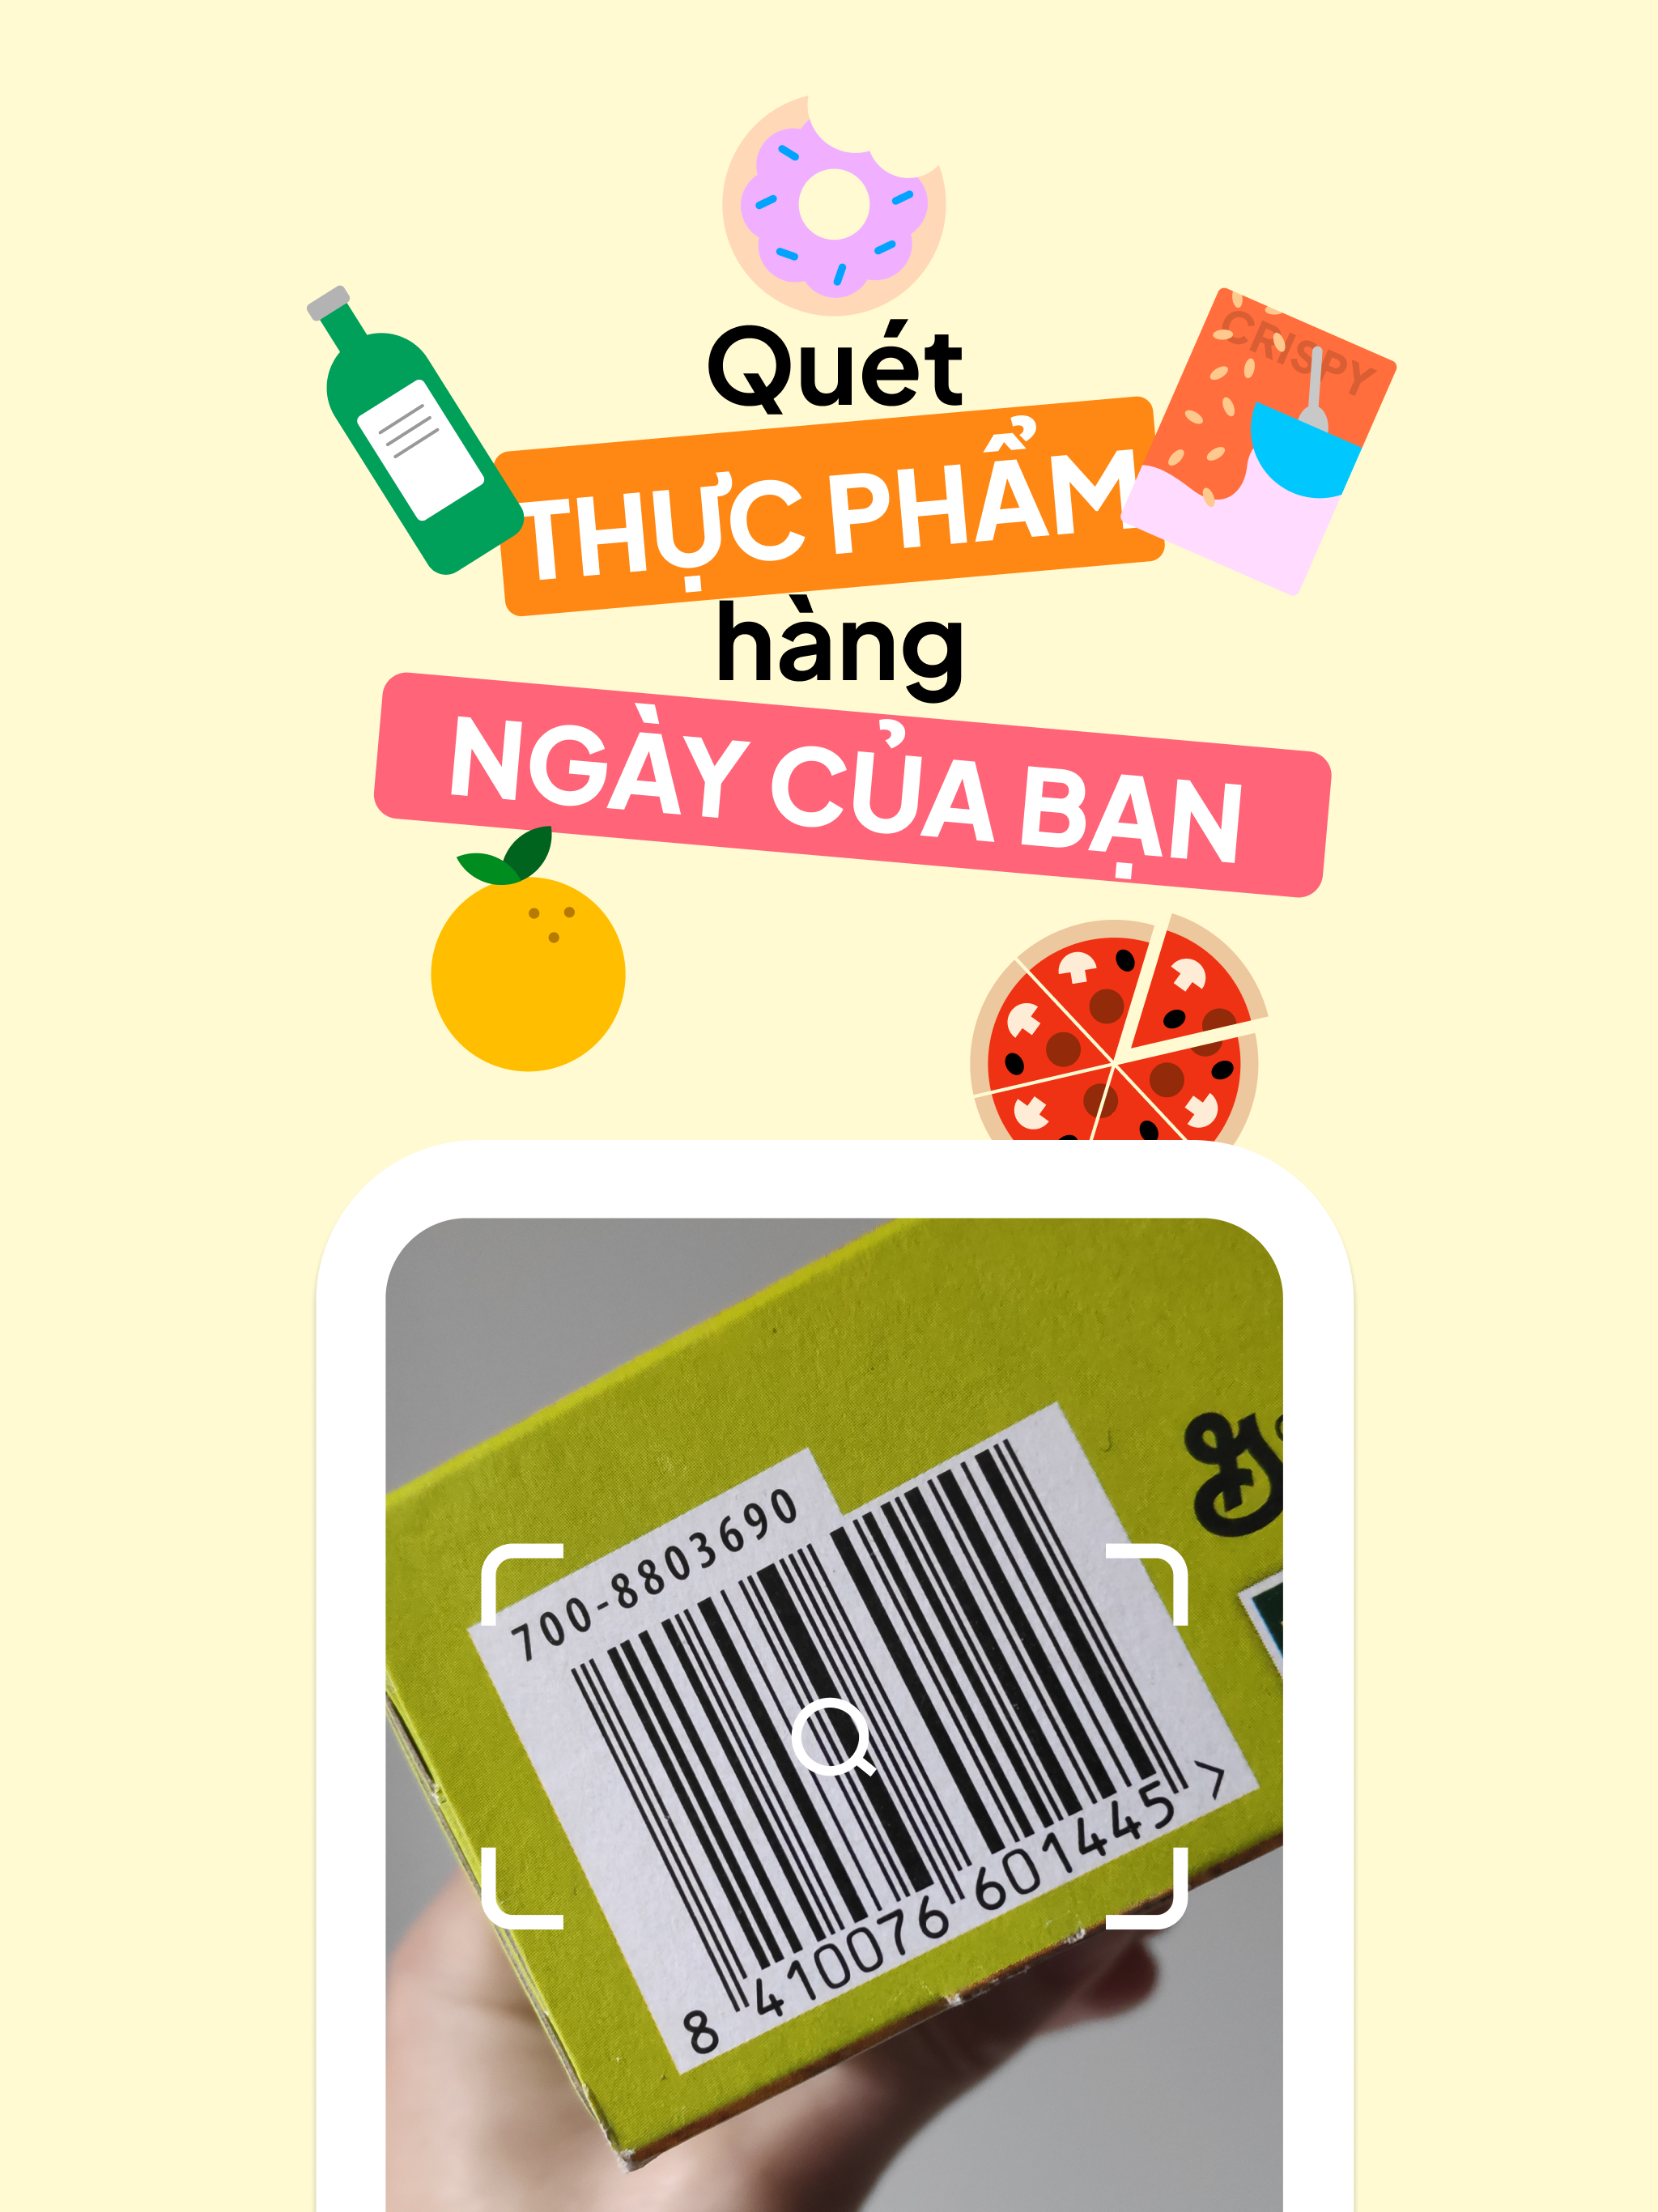 Quét
CRISPY
THỰC PHẨM
hàng
NGÀY CỦA BẠN
700-8803690
8 410076 601445 >